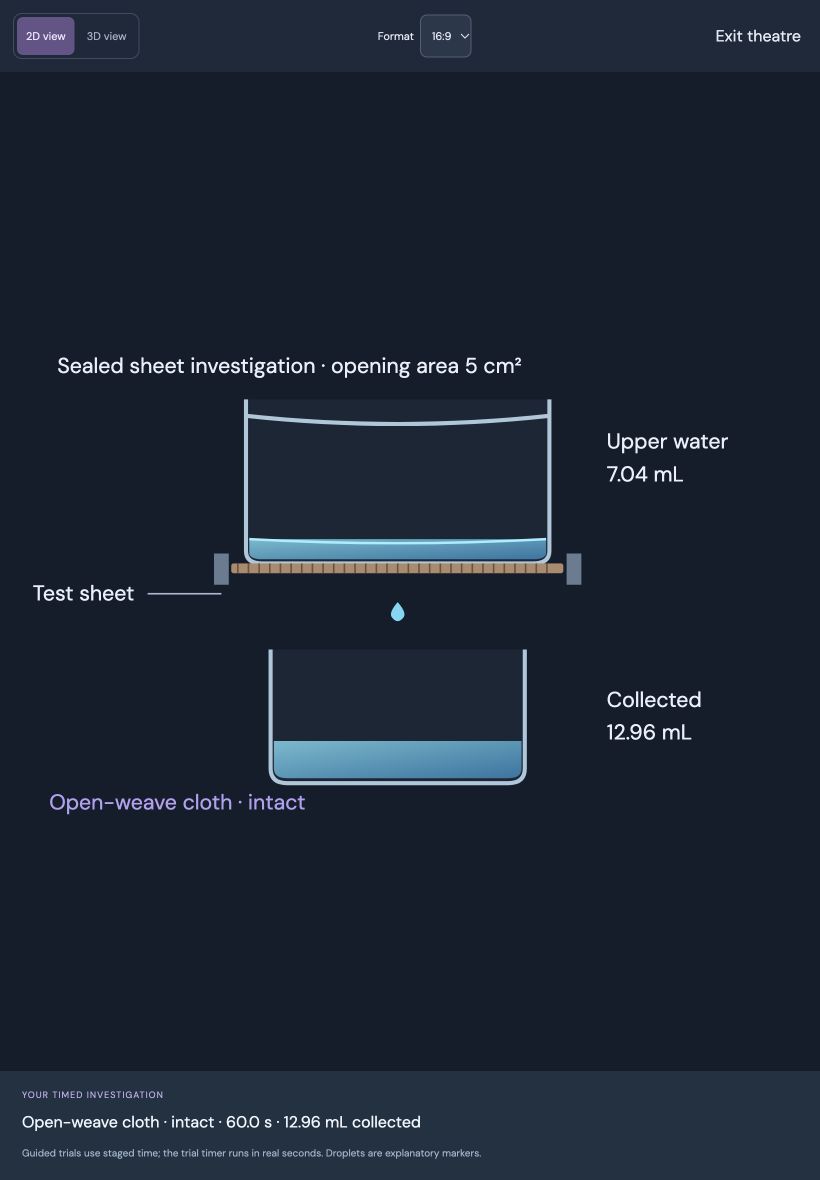 2D view
3D view
Format
16:9
Exit theatre
Sealed sheet investigation · opening area 5 cm²
Upper water
7.04 mL
Test sheet
Collected
12.96 mL
Open-weave cloth · intact
YOUR TIMED INVESTIGATION
Open-weave cloth · intact · 60.0 s · 12.96 mL collected
Guided trials use staged time; the trial timer runs in real seconds. Droplets are explanatory markers.